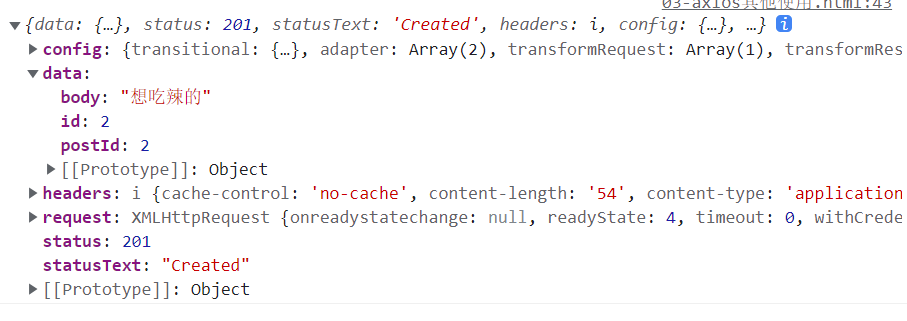 03-axios其他使用.html:43
▼{data: {…}, status: 201, statusText: 'Created', headers: i, config: {…}, …} i
▶config: {transitional: {…}, adapter: Array(2), transformRequest: Array(1), transformRes
▼data:
body: "想吃辣的"
id: 2
postId: 2
▶[[Prototype]]: Object
▶headers: i {cache-control: 'no-cache', content-length: '54', content-type: 'application
▶request: XMLHttpRequest {onreadystatechange: null, readyState: 4, timeout: 0, withCrede
status: 201
statusText: "Created"
▶[[Prototype]]: Object